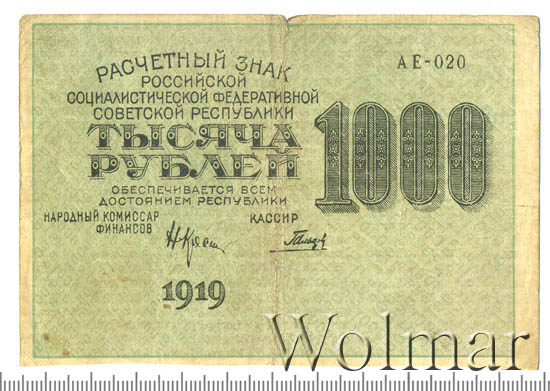 АЕ-020
РАСЧЕТНЫЙ ЗНАК
РОССИЙСКОЙ
СОЦИАЛИСТИЧЕСКОЙ ФЕДЕРАТИВНОЙ
СОВЕТСКОЙ РЕСПУБЛИКИ
ТЫСЯЧА
РУБЛЕЙ
1000
ОБЕСПЕЧИВАЕТСЯ ВСЕМ
ДОСТОЯНИЕМ РЕСПУБЛИКИ
НАРОДНЫЙ КОМИССАР
ФИНАНСОВ
КАССИР
1919
Wolmar